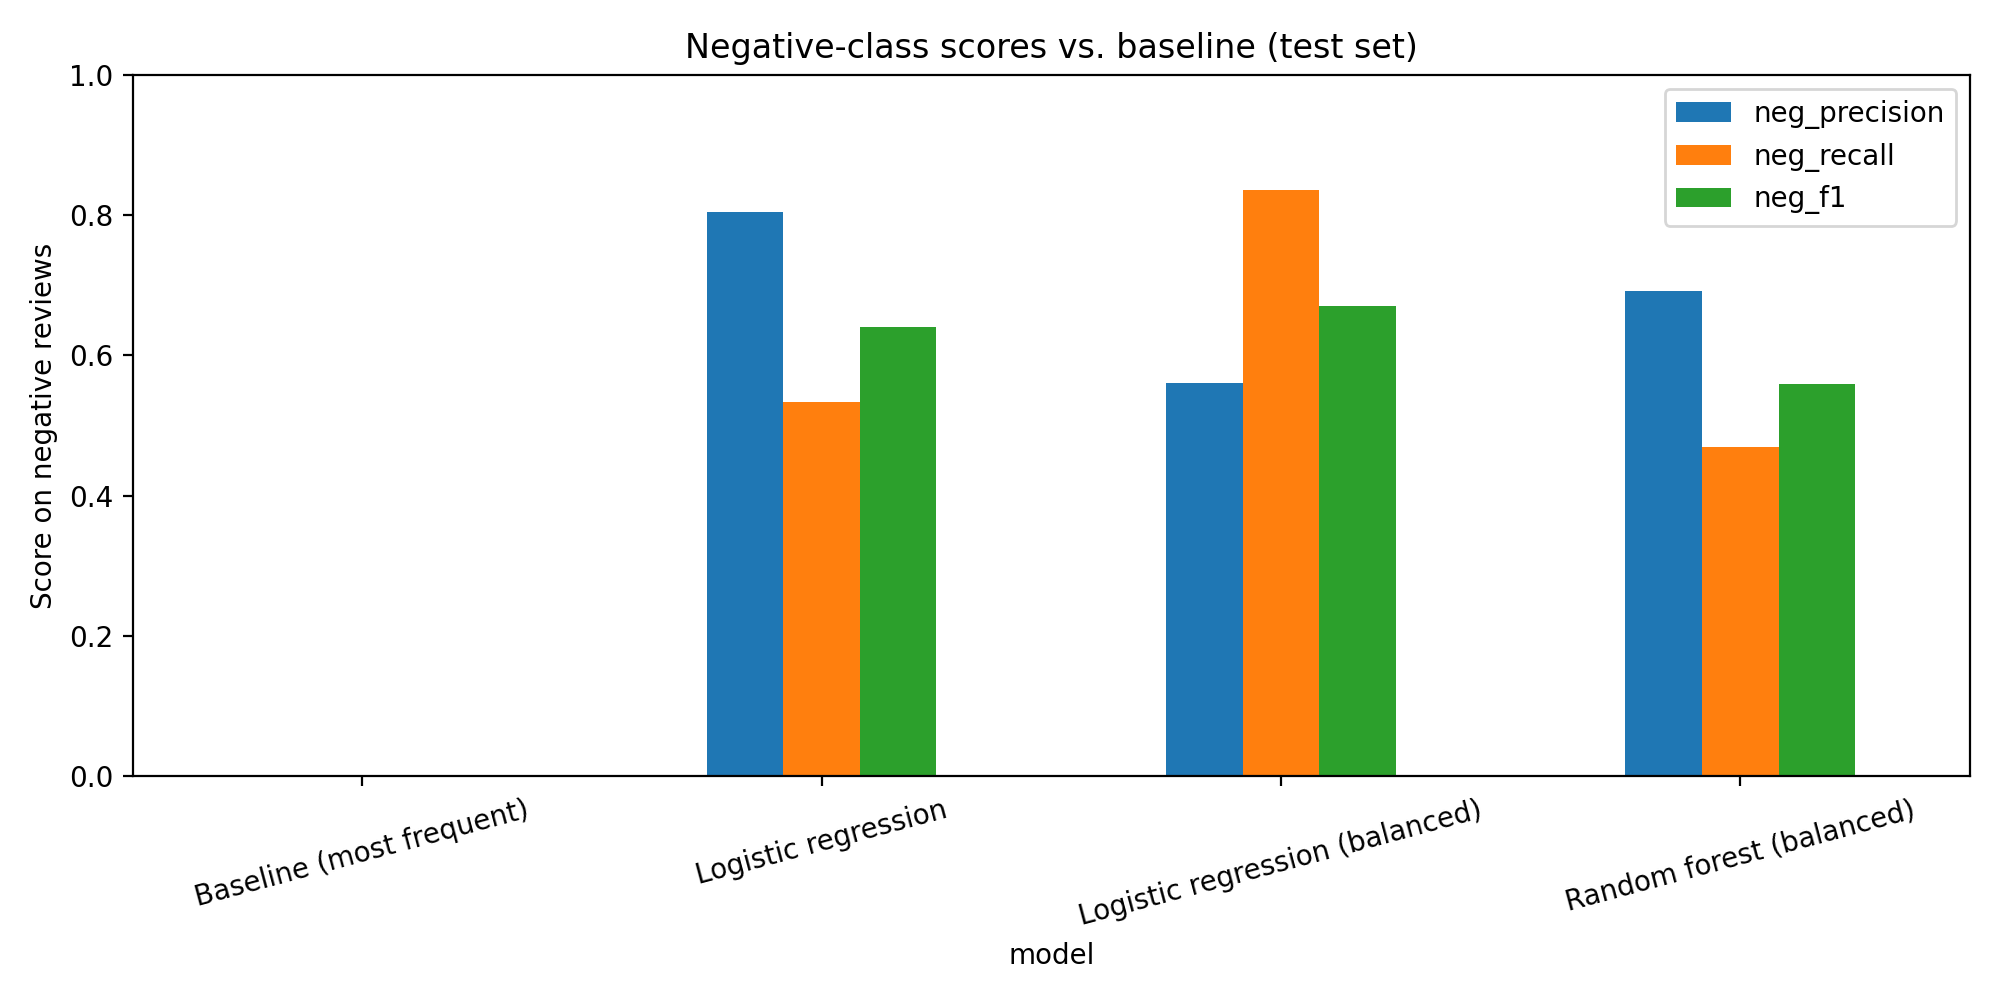 Negative-class scores vs. baseline (test set)
neg_precision
neg_recall
neg_f1
Score on negative reviews
1.0
0.8
0.6
0.4
0.2
0.0
Baseline (most frequent)
Logistic regression
Logistic regression (balanced)
Random forest (balanced)
model